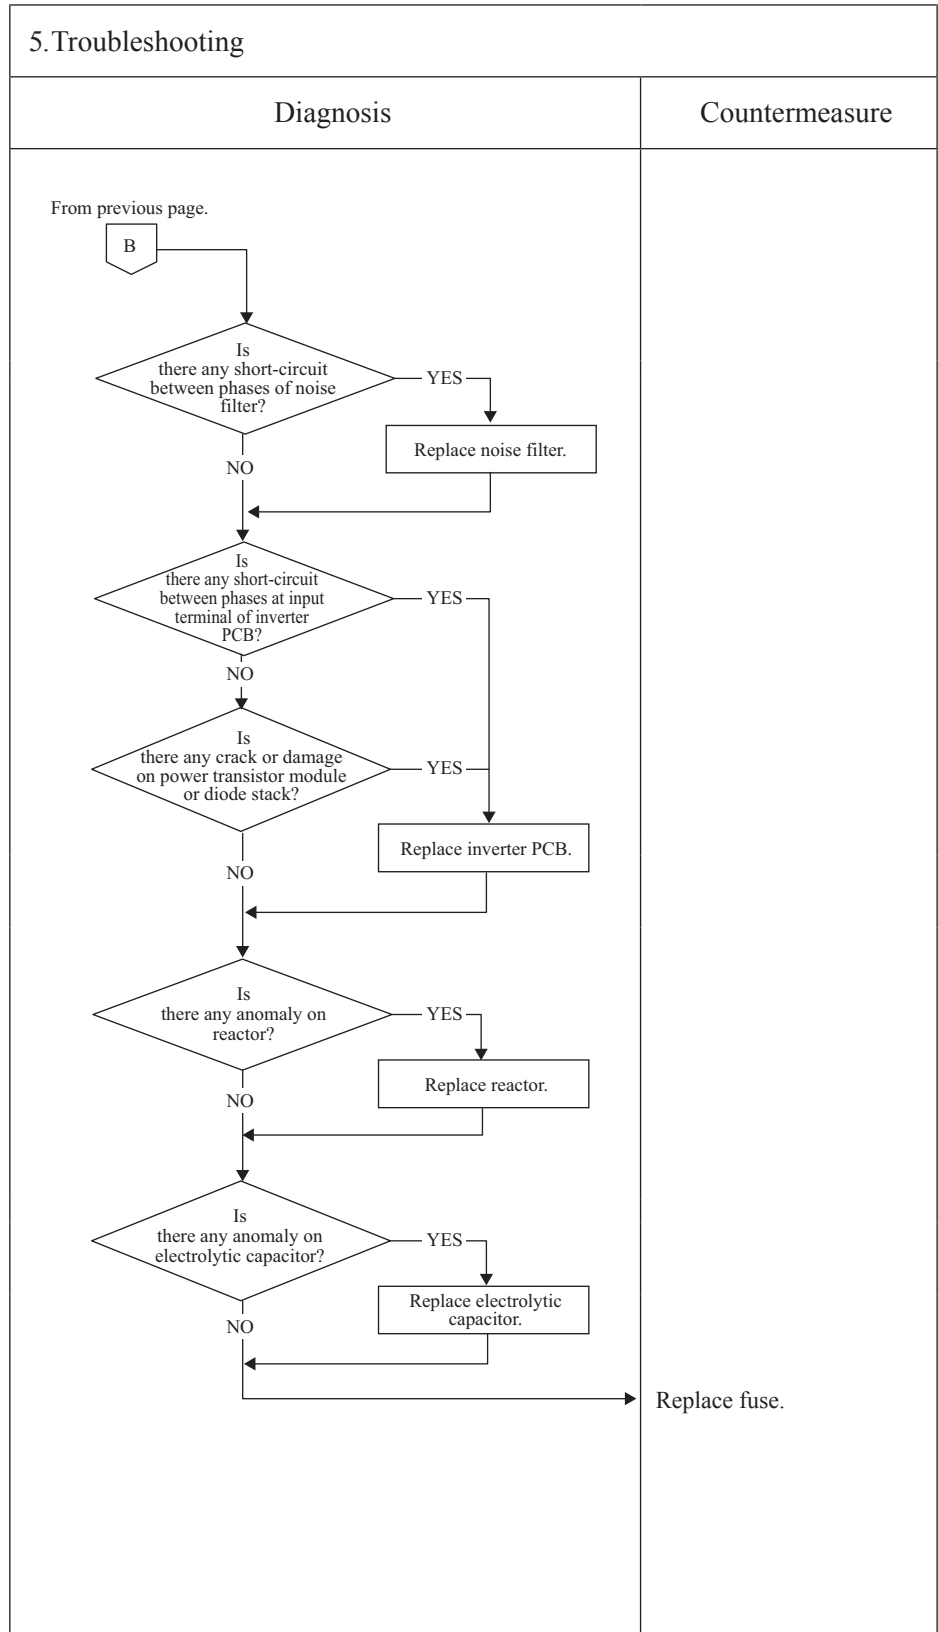 5.Troubleshooting
Diagnosis
Countermeasure
From previous page.
B
Is
there any short-circuit
between phases of noise
filter?
YES
Replace noise filter.
NO
Is
there any short-circuit
between phases at input
terminal of inverter
PCB?
YES
NO
Is
there any crack or damage
on power transistor module
or diode stack?
YES
Replace inverter PCB.
NO
Is
there any anomaly on
reactor?
YES
Replace reactor.
NO
Is
there any anomaly on
electrolytic capacitor?
YES
Replace electrolytic
capacitor.
NO
Replace fuse.